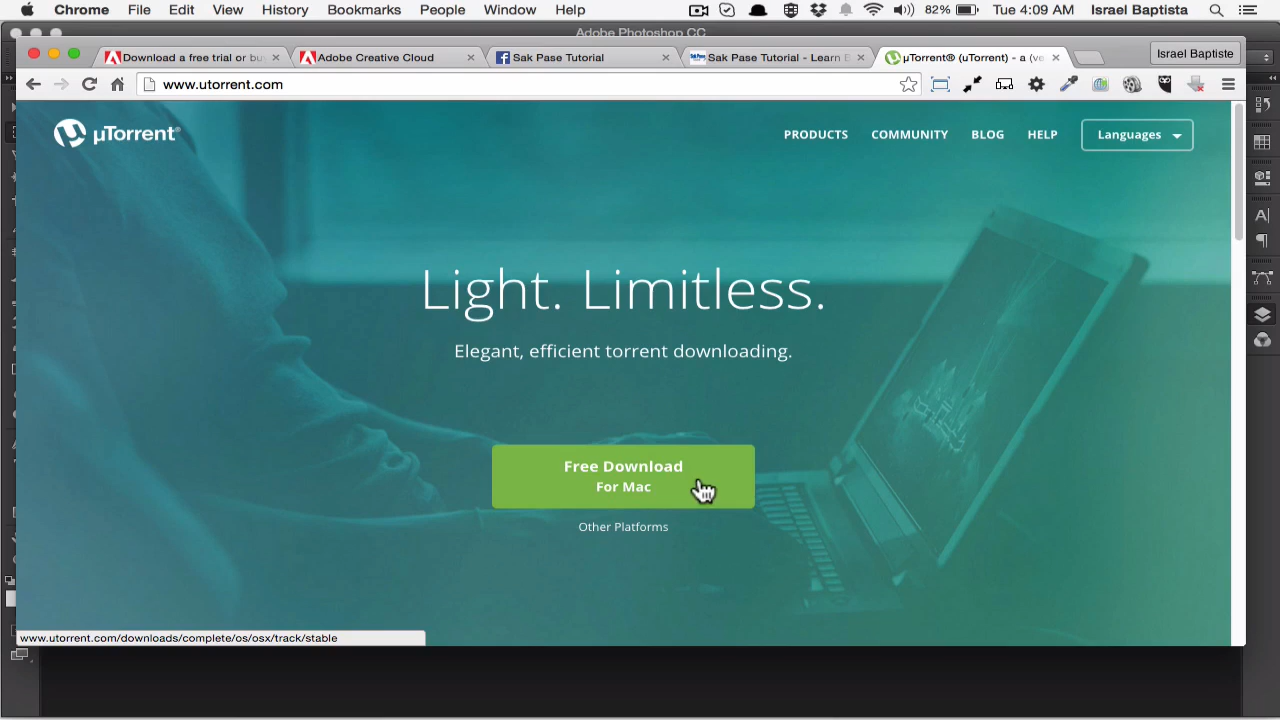 Chrome File Edit View History Bookmarks People Window Help 82% Tue 4:09 AM Israel Baptista
Adobe Photoshop CC
Download a free trial or bu
Adobe Creative Cloud
Sak Pase Tutorial
Sak Pase Tutorial - Learn E
µTorrent® (uTorrent) - a (ve
Israel Baptiste
www.utorrent.com
µTorrent®
PRODUCTS COMMUNITY BLOG HELP Languages
Light. Limitless.
Elegant, efficient torrent downloading.
Free Download
For Mac
Other Platforms
www.utorrent.com/downloads/complete/os/osx/track/stable